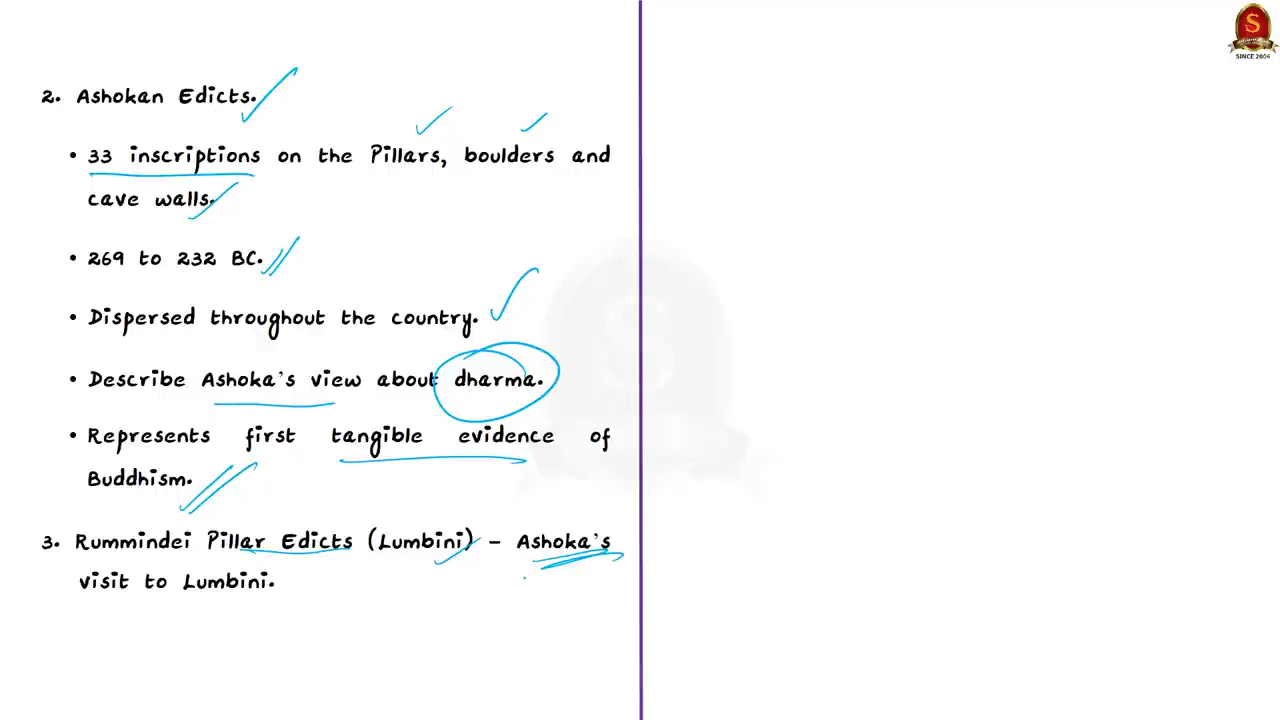 S
SINCE 2004
2. Ashokan Edicts.
• 33 inscriptions on the Pillars, boulders and
cave walls.
• 269 to 232 BC.
• Dispersed throughout the country.
• Describe Ashoka's view about dharma.
• Represents first tangible evidence of
Buddhism.
3. Rummindei Pillar Edicts (Lumbini) – Ashoka's
visit to Lumbini.